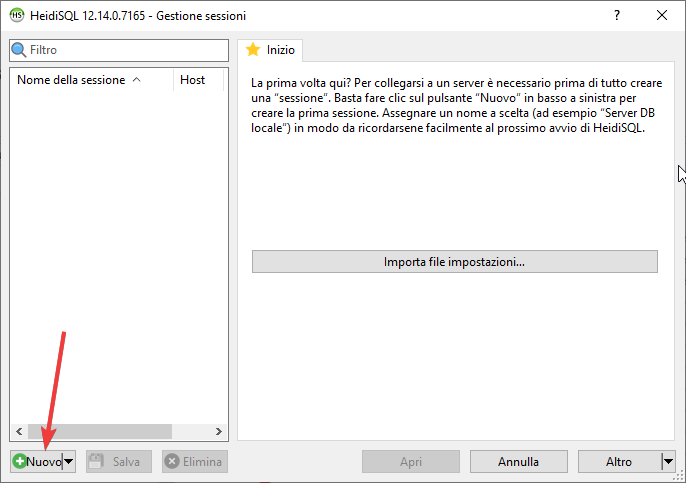 HS HeidiSQL 12.14.0.7165 - Gestione sessioni
Filtro
Inizio
Nome della sessione Host
La prima volta qui? Per collegarsi a un server è necessario prima di tutto creare
una "sessione". Basta fare clic sul pulsante "Nuovo" in basso a sinistra per
creare la prima sessione. Assegnare un nome a scelta (ad esempio "Server DB
locale") in modo da ricordarsene facilmente al prossimo avvio di HeidiSQL.
Importa file impostazioni...
Nuovo Salva Elimina Apri Annulla Altro